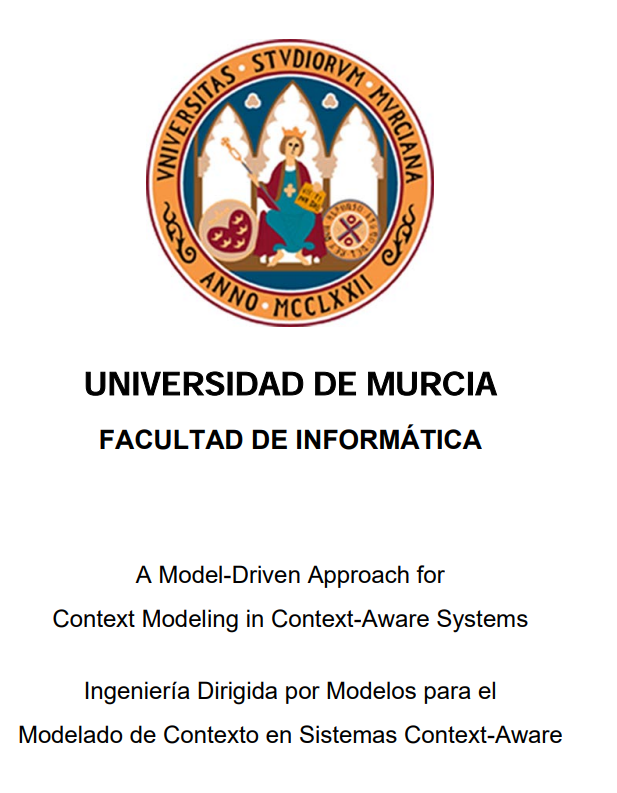 VNIVERSITAS · STVDIORVM · MVRCIANA
ANNO · MCCLXXII
UNIVERSIDAD DE MURCIA
FACULTAD DE INFORMÁTICA
A Model-Driven Approach for
Context Modeling in Context-Aware Systems
Ingeniería Dirigida por Modelos para el
Modelado de Contexto en Sistemas Context-Aware